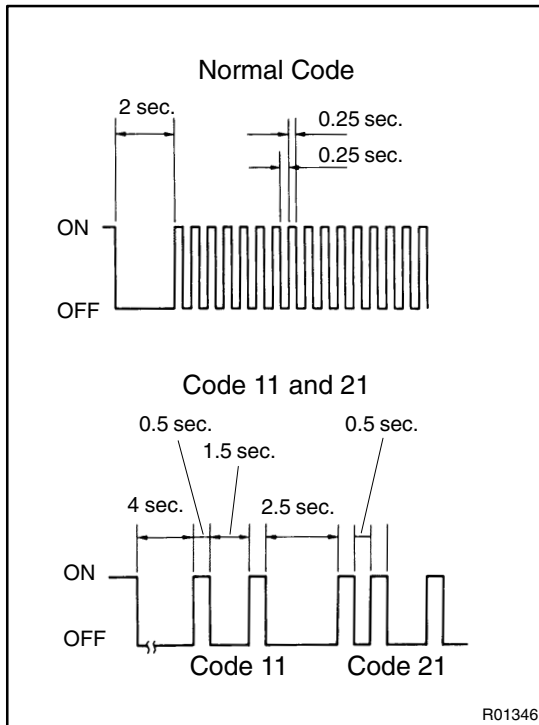 Normal Code
2 sec.
0.25 sec.
0.25 sec.
ON
OFF
Code 11 and 21
0.5 sec.
0.5 sec.
1.5 sec.
4 sec.
2.5 sec.
ON
OFF
Code 11
Code 21
R01346